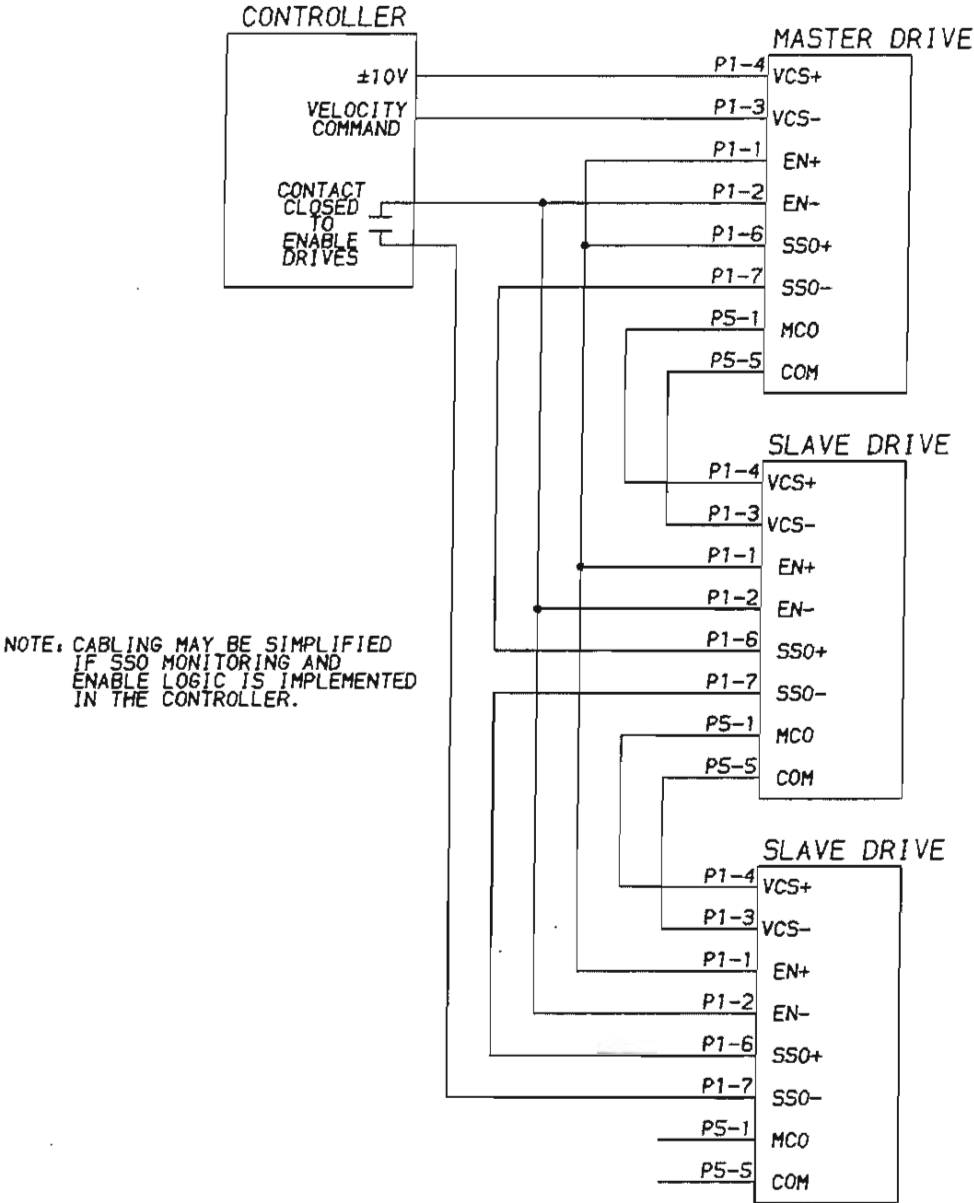 CONTROLLER
±10V
VELOCITY
COMMAND
CONTACT
CLOSED
TO
ENABLE
DRIVES
MASTER DRIVE
P1-4 VCS+
P1-3 VCS-
P1-1 EN+
P1-2 EN-
P1-6 SSO+
P1-7 SSO-
P5-1 MCO
P5-5 COM
SLAVE DRIVE
P1-4 VCS+
P1-3 VCS-
P1-1 EN+
P1-2 EN-
P1-6 SSO+
P1-7 SSO-
P5-1 MCO
P5-5 COM
NOTE: CABLING MAY BE SIMPLIFIED
IF SSO MONITORING AND
ENABLE LOGIC IS IMPLEMENTED
IN THE CONTROLLER.
SLAVE DRIVE
P1-4 VCS+
P1-3 VCS-
P1-1 EN+
P1-2 EN-
P1-6 SSO+
P1-7 SSO-
P5-1 MCO
P5-5 COM